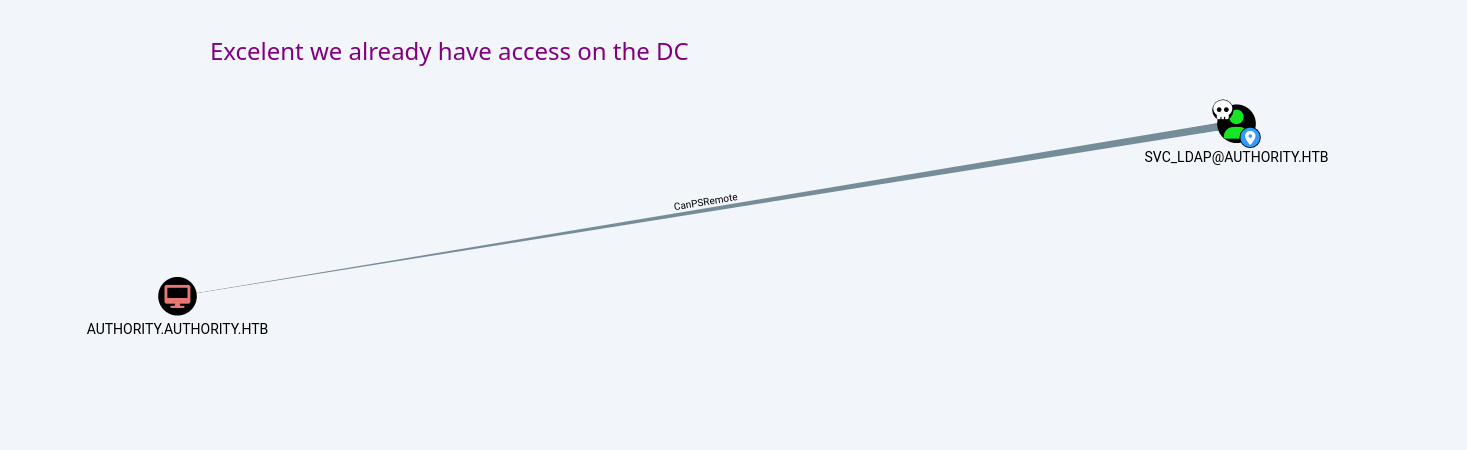 Excelent we already have access on the DC
SVC_LDAP@AUTHORITY.HTB
CanPSRemote
AUTHORITY.AUTHORITY.HTB